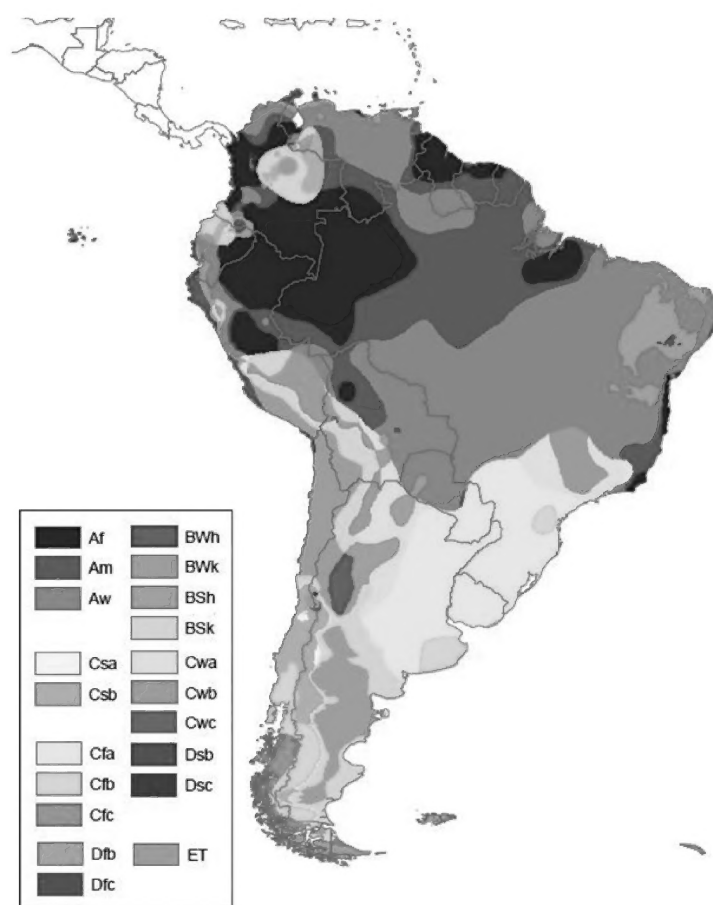 Af
Am
Aw
Csa
Csb
Cfa
Cfb
Cfc
Dfb
Dfc
BWh
BWk
BSh
BSk
Cwa
Cwb
Cwc
Dsb
Dsc
ET